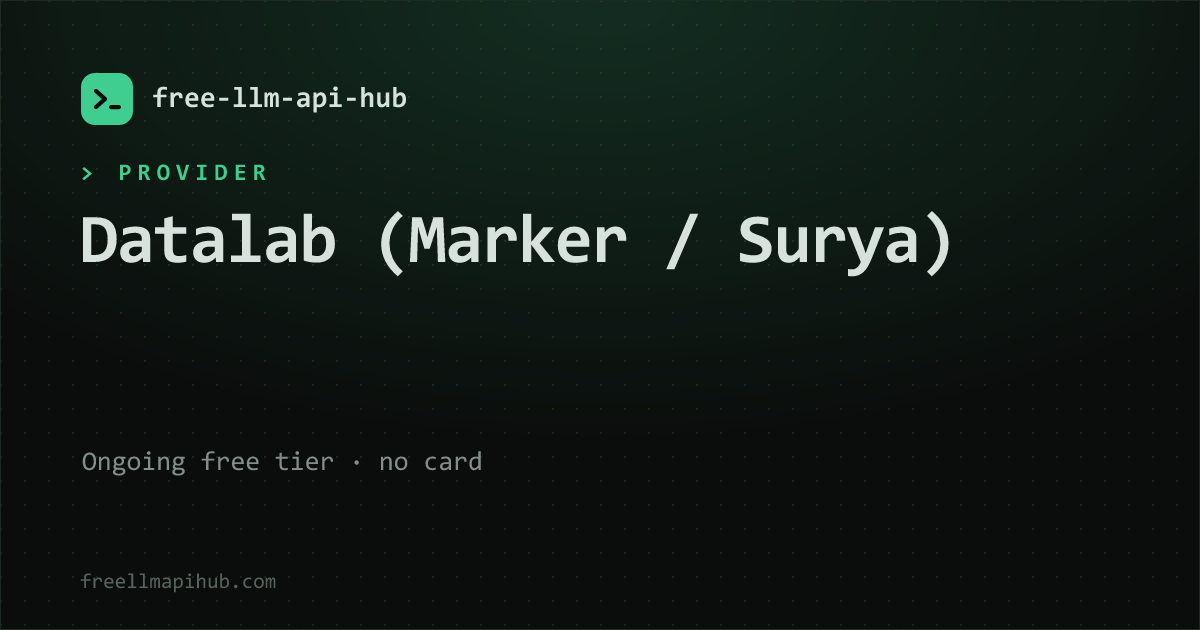 free-llm-api-hub
> PROVIDER
Datalab (Marker / Surya)
Ongoing free tier · no card
freellmapihub.com